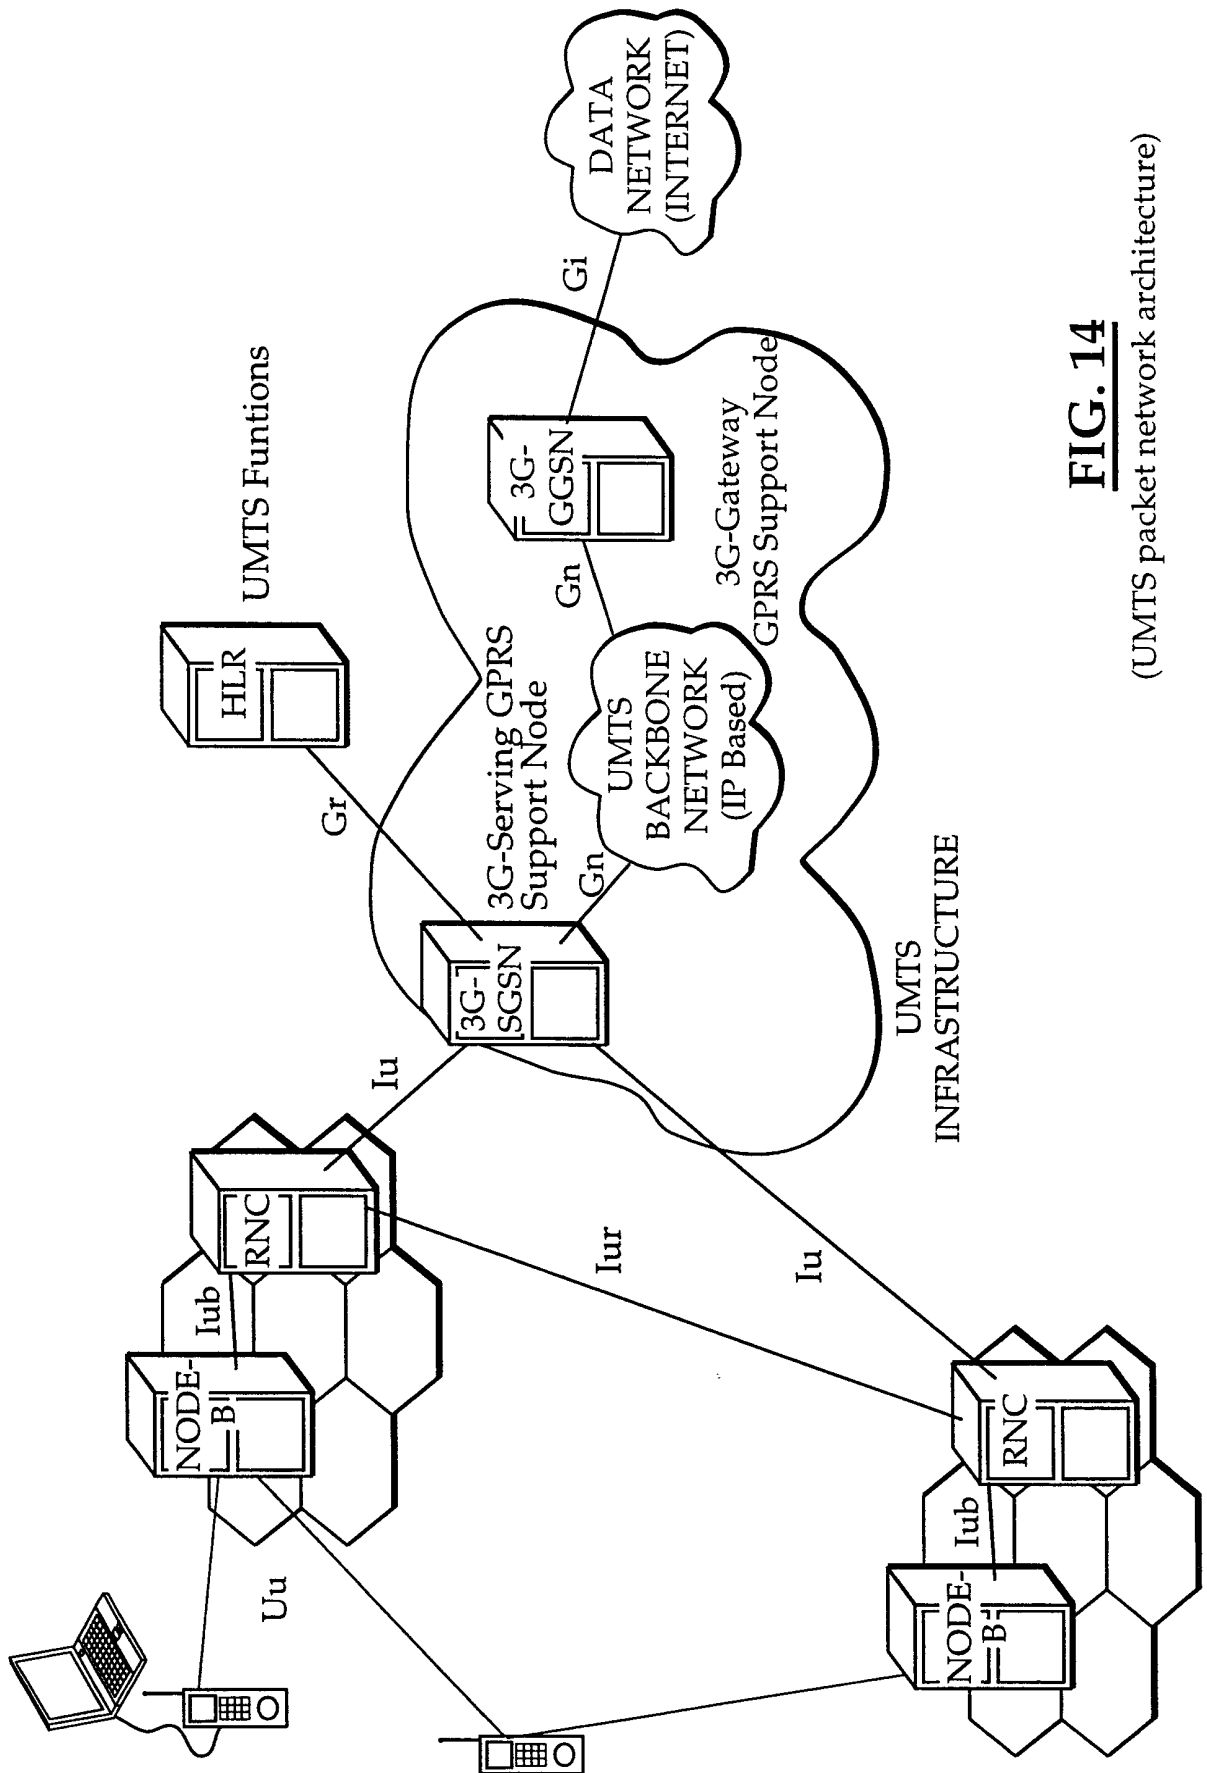 UMTS Funtions
HLR
Gr
Uu
NODE-
B
Iub
RNC
Iu
3G-
SGSN
3G-Serving GPRS
Support Node
Gn
UMTS
BACKBONE
NETWORK
(IP Based)
Gn
3G-
GGSN
3G-Gateway
GPRS Support Node
Gi
DATA
NETWORK
(INTERNET)
Iur
Iu
UMTS
INFRASTRUCTURE
NODE-
B
Iub
RNC
FIG. 14
(UMTS packet network architecture)